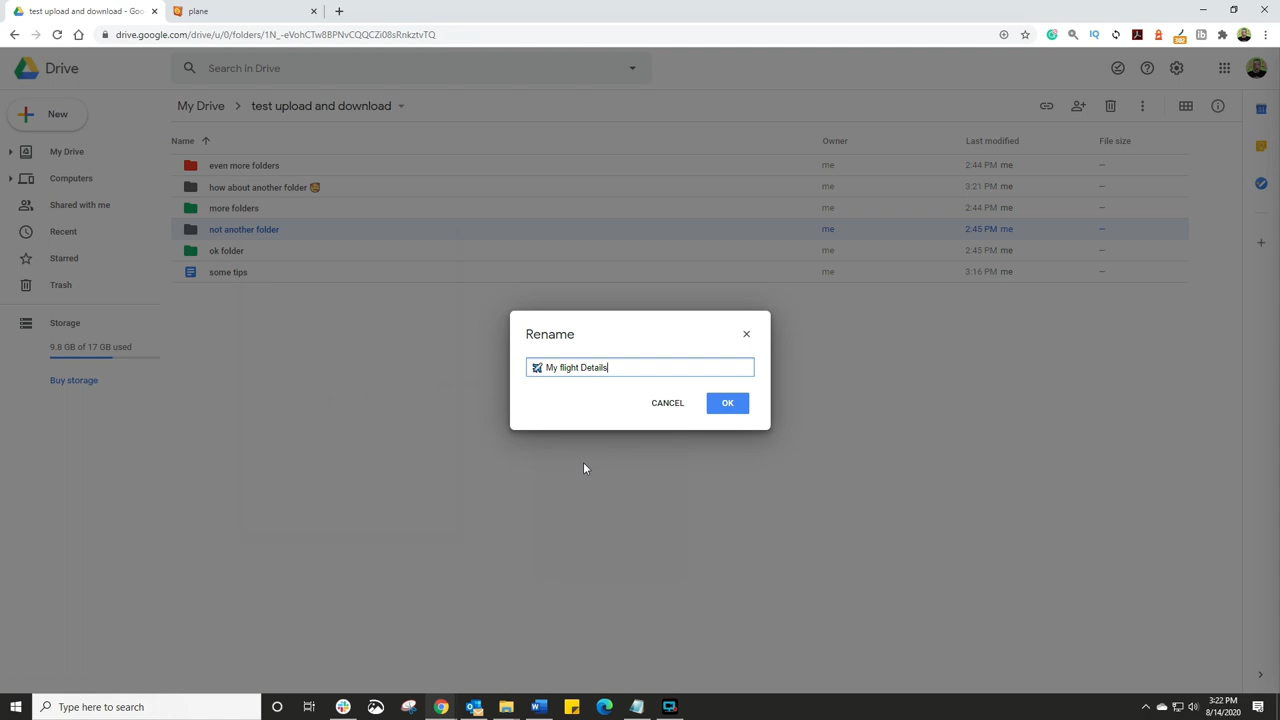 test upload and download - Goo
plane
drive.google.com/drive/u/0/folders/1N_-eVohCTw8BPNvCQQCZi08sRnkztvTQ
IQ
382
Drive
Search in Drive
New
My Drive
test upload and download
Name
Owner
Last modified
File size
My Drive
Computers
Shared with me
Recent
Starred
Trash
Storage
9.8 GB of 17 GB used
Buy storage
even more folders me 2:44 PM me –
how about another folder 🥰 me 3:21 PM me –
more folders me 2:44 PM me –
not another folder me 2:45 PM me –
ok folder me 2:45 PM me –
some tips me 3:16 PM me –
Rename
🛩 My flight Details
CANCEL
OK
Type here to search
3:22 PM
8/14/2020